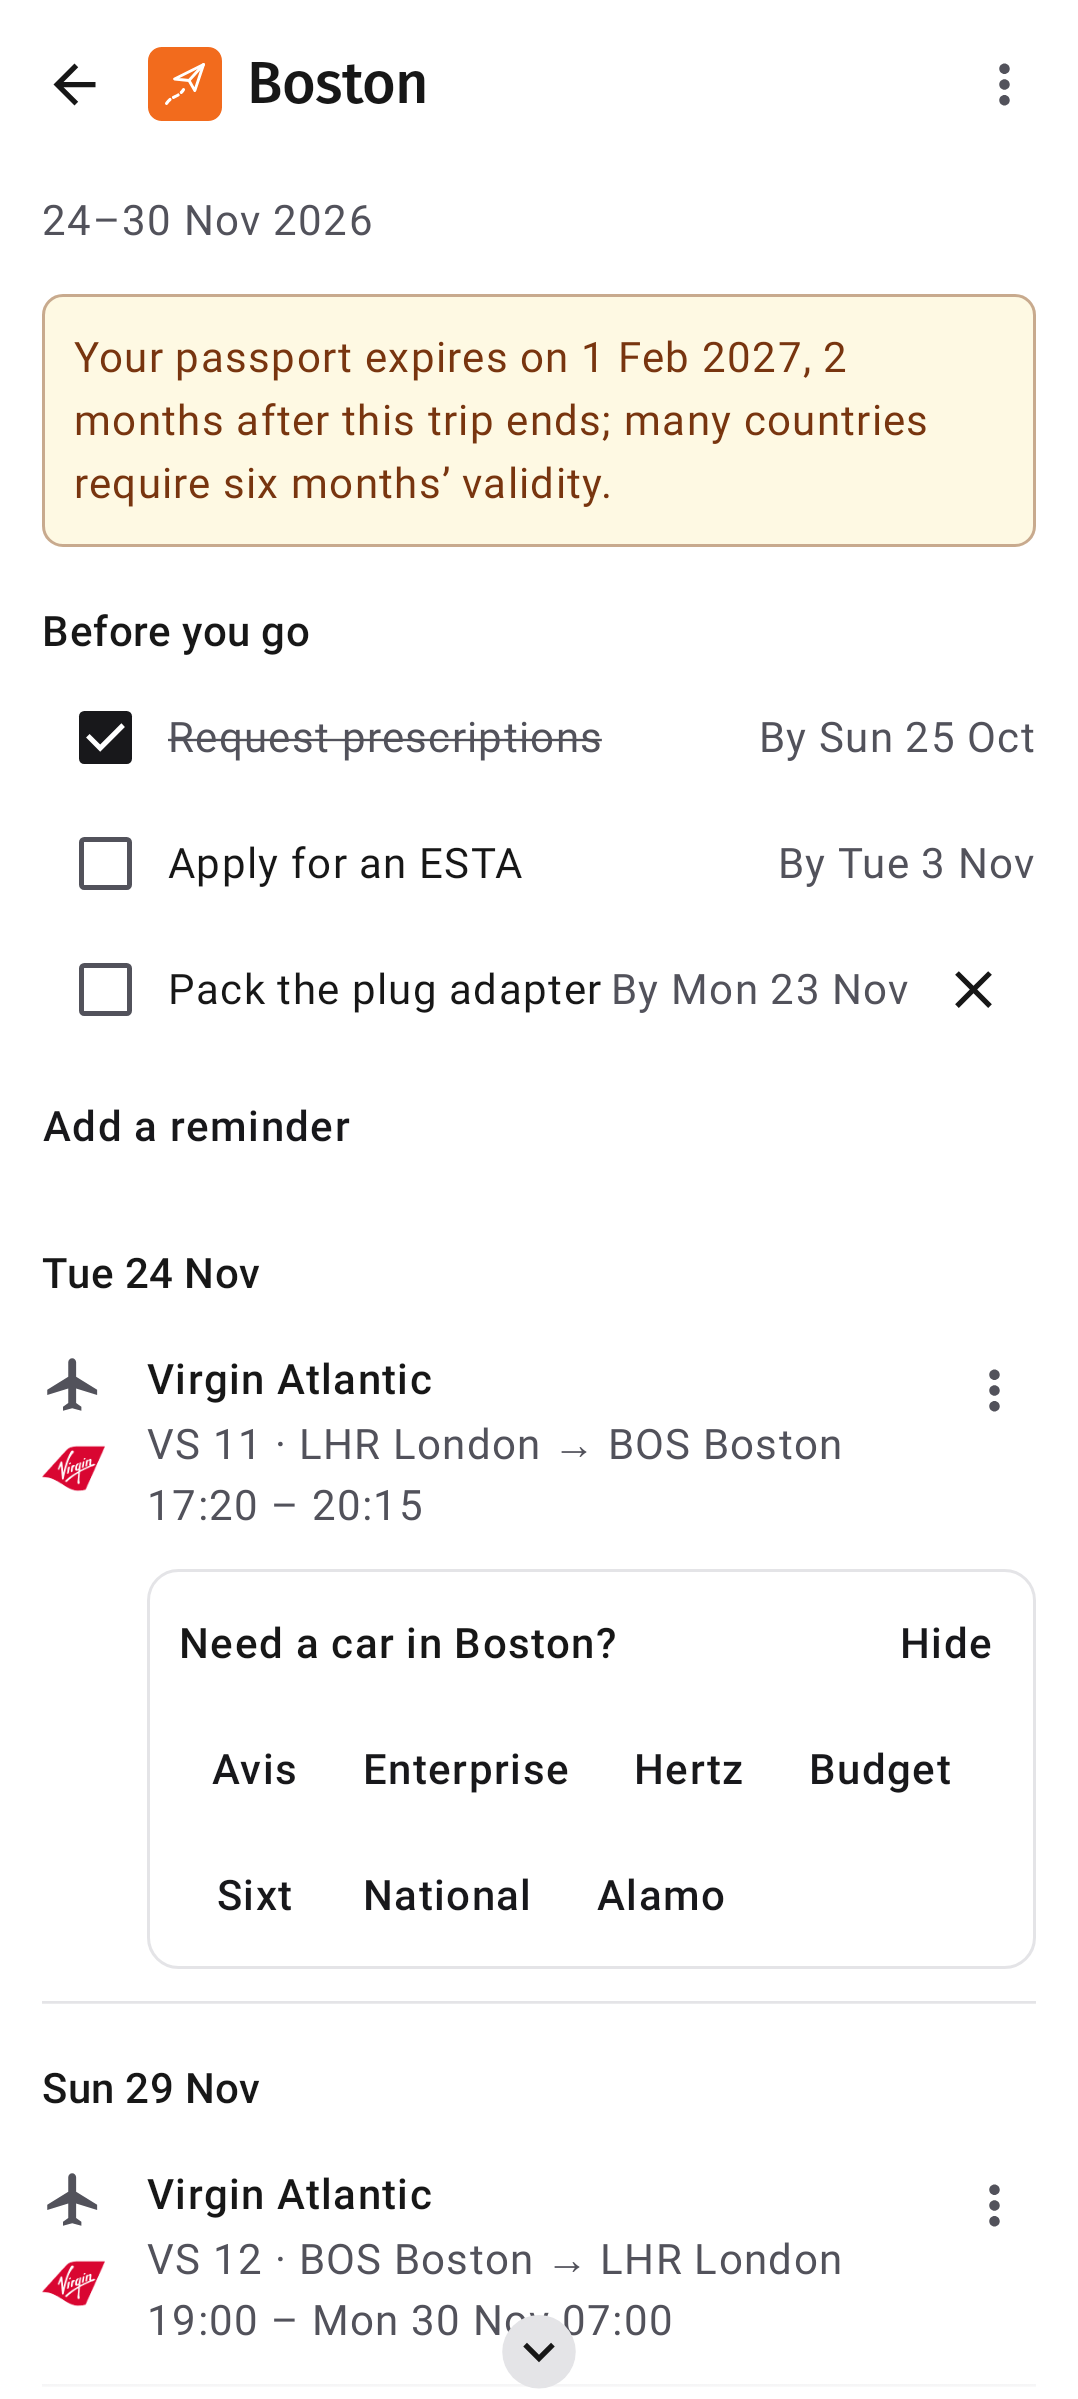 Boston
24–30 Nov 2026
Your passport expires on 1 Feb 2027, 2
months after this trip ends; many countries
require six months’ validity.
Before you go
Request prescriptions By Sun 25 Oct
Apply for an ESTA By Tue 3 Nov
Pack the plug adapter By Mon 23 Nov
Add a reminder
Tue 24 Nov
Virgin Atlantic
VS 11 · LHR London → BOS Boston
Virgin
17:20 – 20:15
Need a car in Boston? Hide
Avis Enterprise Hertz Budget
Sixt National Alamo
Sun 29 Nov
Virgin Atlantic
VS 12 · BOS Boston → LHR London
Virgin
19:00 – Mon 30 Nov 07:00